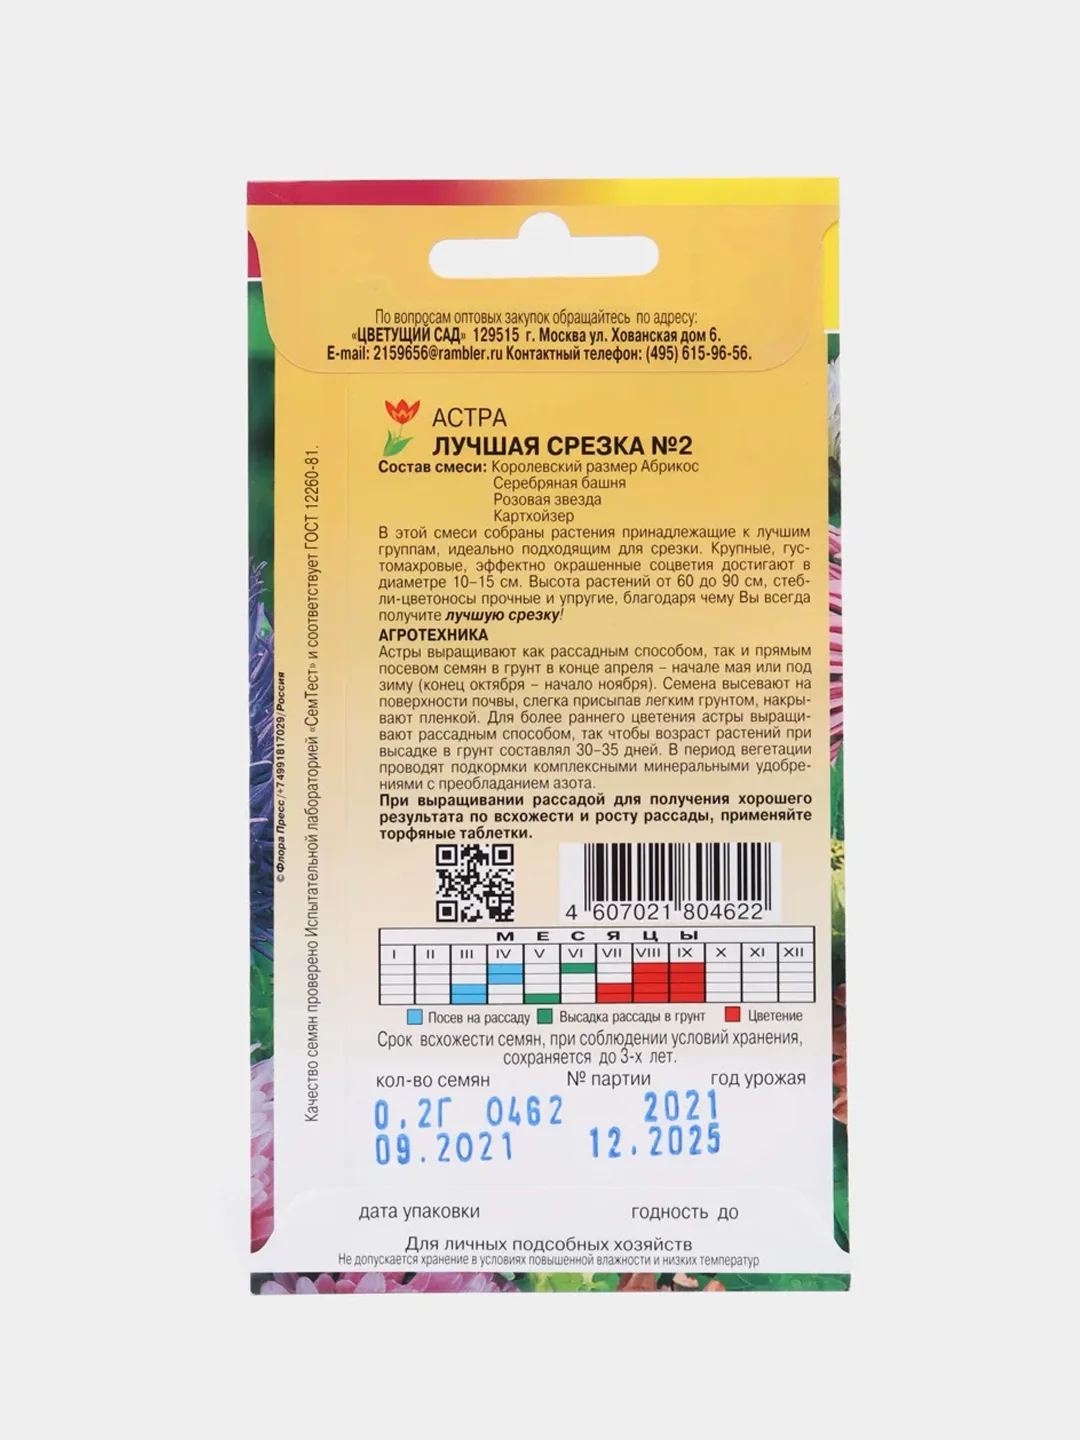 По вопросам оптовых закупок обращайтесь по адресу:
«ЦВЕТУЩИЙ САД» 129515 г. Москва ул. Хованская дом 6.
E-mail: 2159656@rambler.ru Контактный телефон: (495) 615-96-56.
АСТРА
ЛУЧШАЯ СРЕЗКА №2
Состав смеси: Королевский размер Абрикос
Серебряная башня
Розовая звезда
Картхойзер
В этой смеси собраны растения принадлежащие к лучшим
группам, идеально подходящим для срезки. Крупные, гус-
томахровые, эффектно окрашенные соцветия достигают в
диаметре 10–15 см. Высота растений от 60 до 90 см, стеб-
ли-цветоносы прочные и упругие, благодаря чему Вы всегда
получите лучшую срезку!
АГРОТЕХНИКА
Астры выращивают как рассадным способом, так и прямым
посевом семян в грунт в конце апреля – начале мая или под
зиму (конец октября – начало ноября). Семена высевают на
поверхности почвы, слегка присыпав легким грунтом, накры-
вают пленкой. Для более раннего цветения астры выращи-
вают рассадным способом, так чтобы возраст растений при
высадке в грунт составлял 30–35 дней. В период вегетации
проводят подкормки комплексными минеральными удобре-
ниями с преобладанием азота.
При выращивании рассадой для получения хорошего
результата по всхожести и росту рассады, применяйте
торфяные таблетки.
4 607021 804622
МЕСЯЦЫ
I II III IV V VI VII VIII IX X XI XII
Посев на рассаду Высадка рассады в грунт Цветение
Срок всхожести семян, при соблюдении условий хранения,
сохраняется до 3-х лет.
кол-во семян № партии год урожая
0,2Г 0462 2021
09.2021 12.2025
дата упаковки годность до
Для личных подсобных хозяйств
Не допускается хранение в условиях повышенной влажности и низких температур
Качество семян проверено Испытательной лабораторией «СемТест» и соответствует ГОСТ 12260-81.
© Флора Пресс/+74991817029/Россия